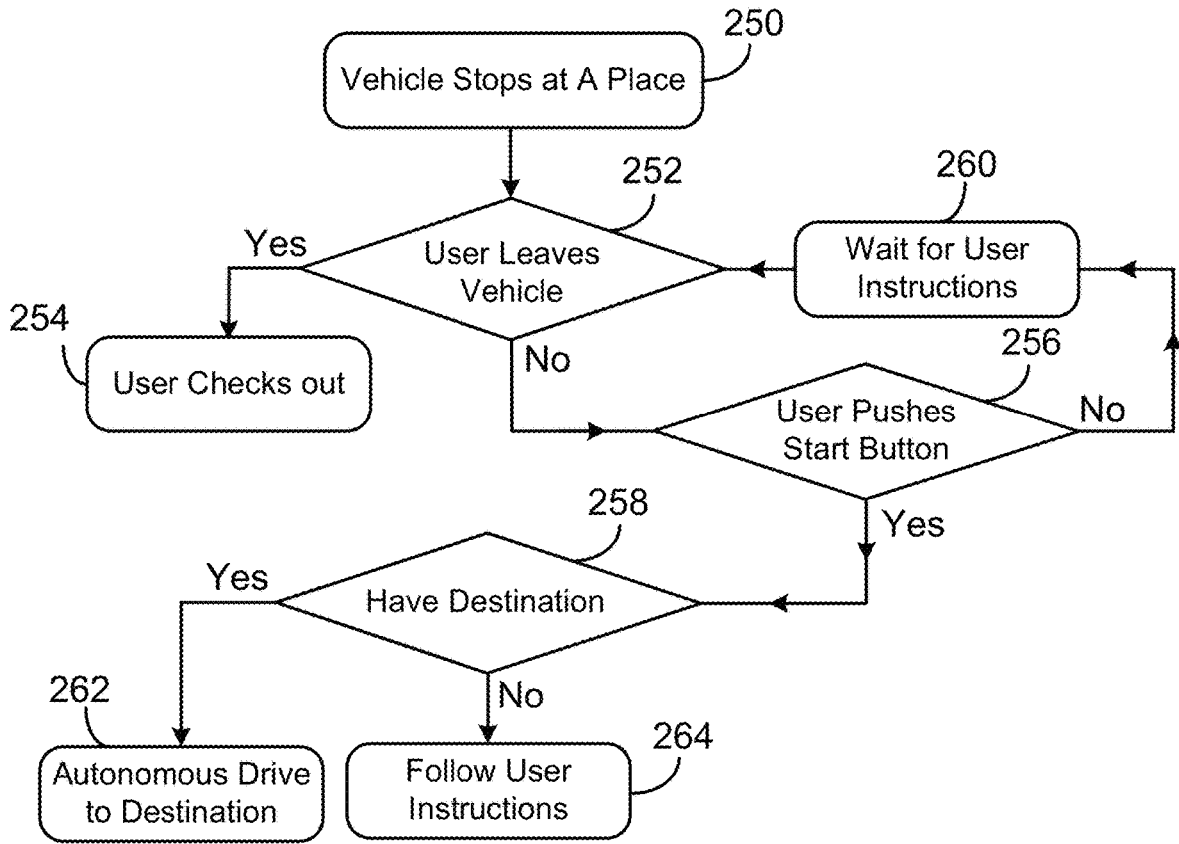 250
Vehicle Stops at A Place
252
260
Yes
User Leaves
Vehicle
Wait for User
Instructions
254
No
256
User Checks out
User Pushes
Start Button
No
258
Yes
Yes
Have Destination
262
No
264
Autonomous Drive
to Destination
Follow User
Instructions